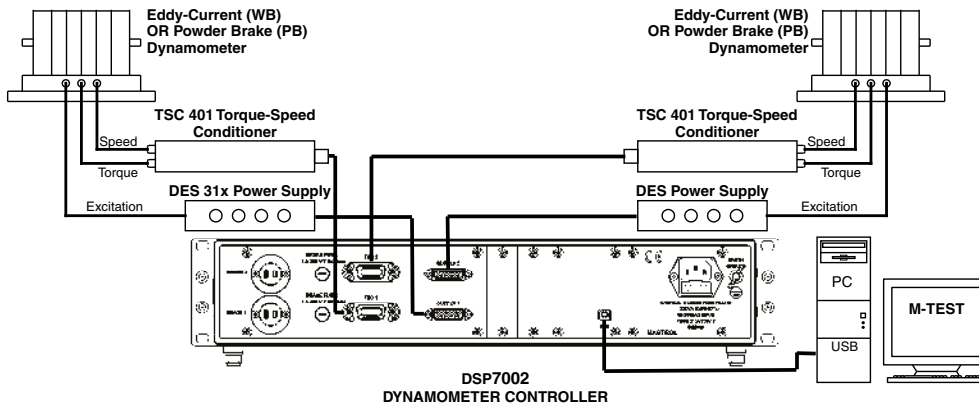 Eddy-Current (WB)
OR Powder Brake (PB)
Dynamometer
Eddy-Current (WB)
OR Powder Brake (PB)
Dynamometer
TSC 401 Torque-Speed
Conditioner
TSC 401 Torque-Speed
Conditioner
Speed
Torque
Speed
Torque
DES 31x Power Supply
DES Power Supply
Excitation
Excitation
PC
M-TEST
USB
DSP7002
DYNAMOMETER CONTROLLER